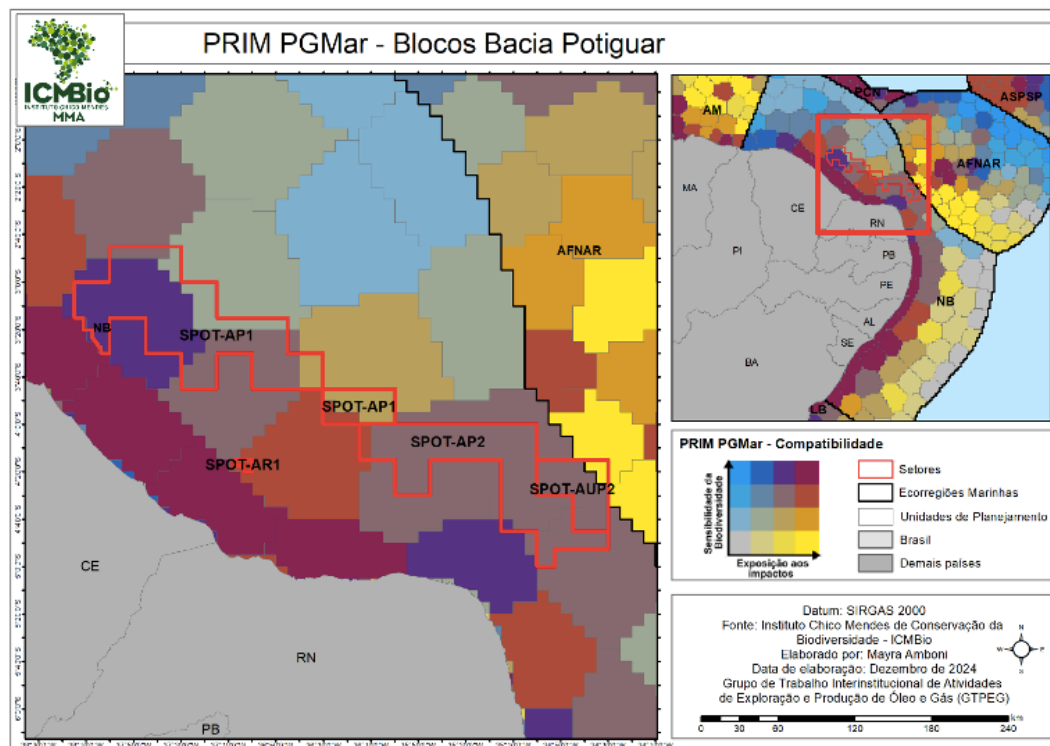 PRIM PGMar - Blocos Bacia Potiguar
ICMBio
INSTITUTO CHICO MENDES
MMA
AFNAR
NB
SPOT-AP1
SPOT-AP1
SPOT-AP2
SPOT-AR1
SPOT-AUP2
CE
RN
PB
PCN
ASPSP
AM
AFNAR
MA
CE
RN
PI
PB
PE
NB
AL
SE
BA
LB
PRIM PGMar - Compatibilidade
Sensibilidade da
Biodiversidade
Exposição aos
impactos
Setores
Ecorregiões Marinhas
Unidades de Planejamento
Brasil
Demais países
Datum: SIRGAS 2000
Fonte: Instituto Chico Mendes de Conservação da
Biodiversidade - ICMBio
Elaborado por: Mayra Amboni
Data de elaboração: Dezembro de 2024
Grupo de Trabalho Interinstitucional de Atividades
de Exploração e Produção de Óleo e Gás (GTPEG)
N
S
km
0 30 60 120 180 240